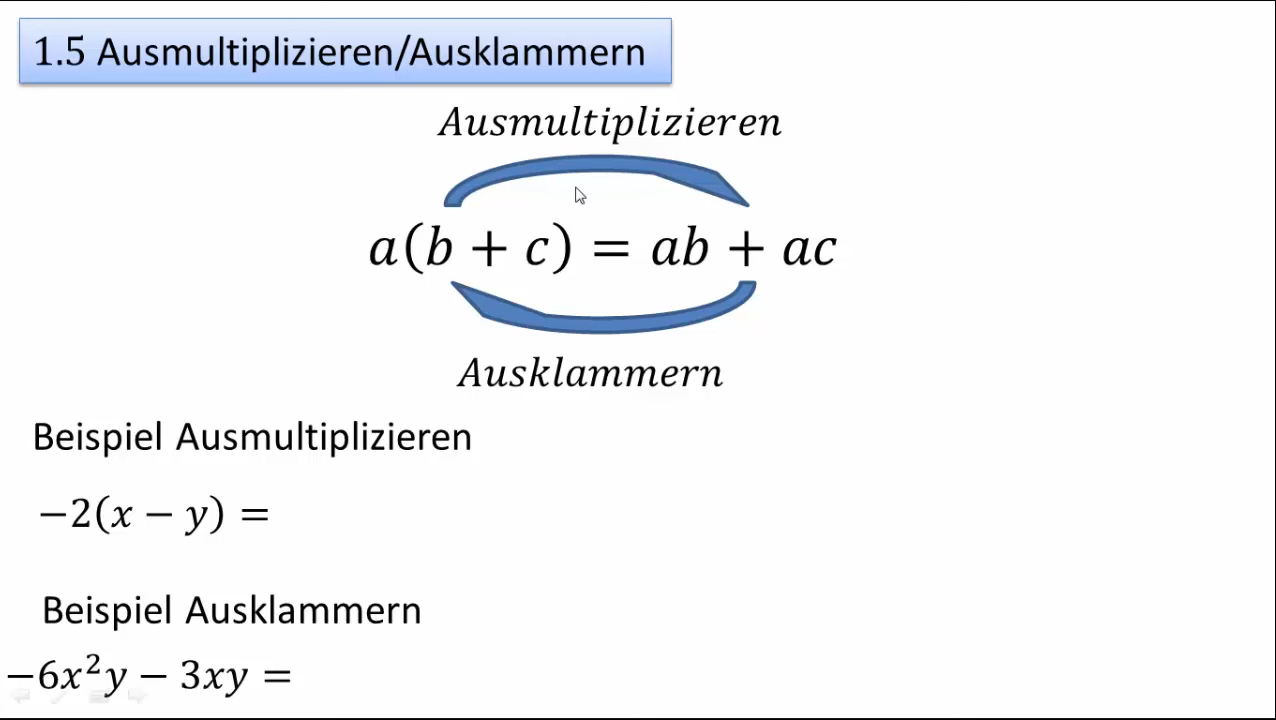 1.5 Ausmultiplizieren/Ausklammern
Ausmultiplizieren
a(b + c) = ab + ac
Ausklammern
Beispiel Ausmultiplizieren
−2(x − y) =
Beispiel Ausklammern
−6x²y − 3xy =